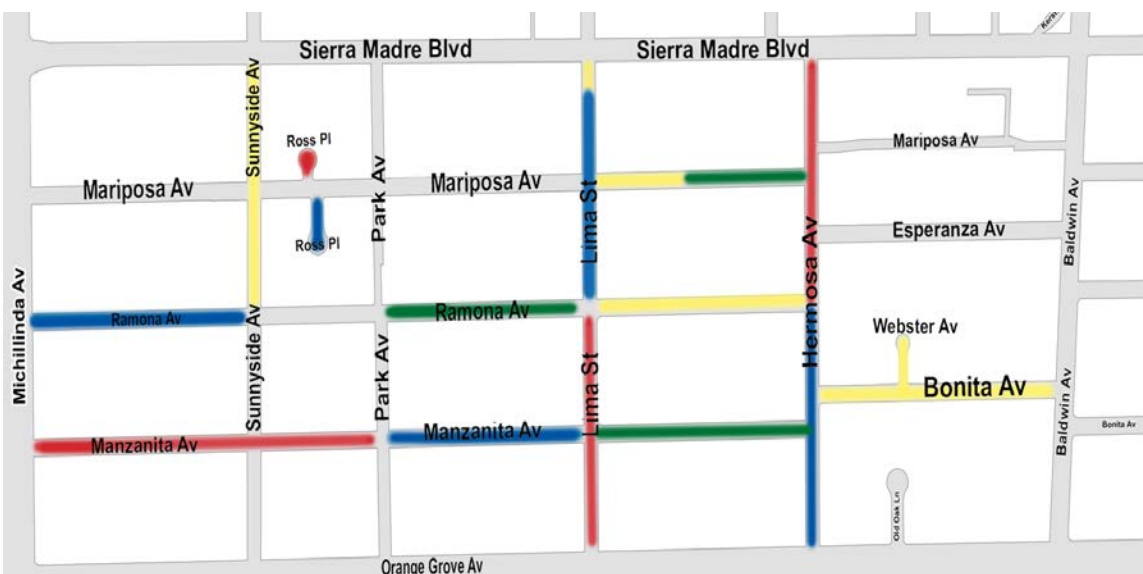 Kers
Sierra Madre Blvd
Sierra Madre Blvd
Sunnyside Av
Ross Pl
Mariposa Av
Mariposa Av
Mariposa Av
Park Av
Lima St
Ross Pl
Esperanza Av
Baldwin Av
Hermosa Av
Michillinda Av
Ramona Av
Ramona Av
Sunnyside Av
Park Av
Lima St
Webster Av
Bonita Av
Baldwin Av
Bonita Av
Manzanita Av
Manzanita Av
Old Oak Ln
Orange Grove Av